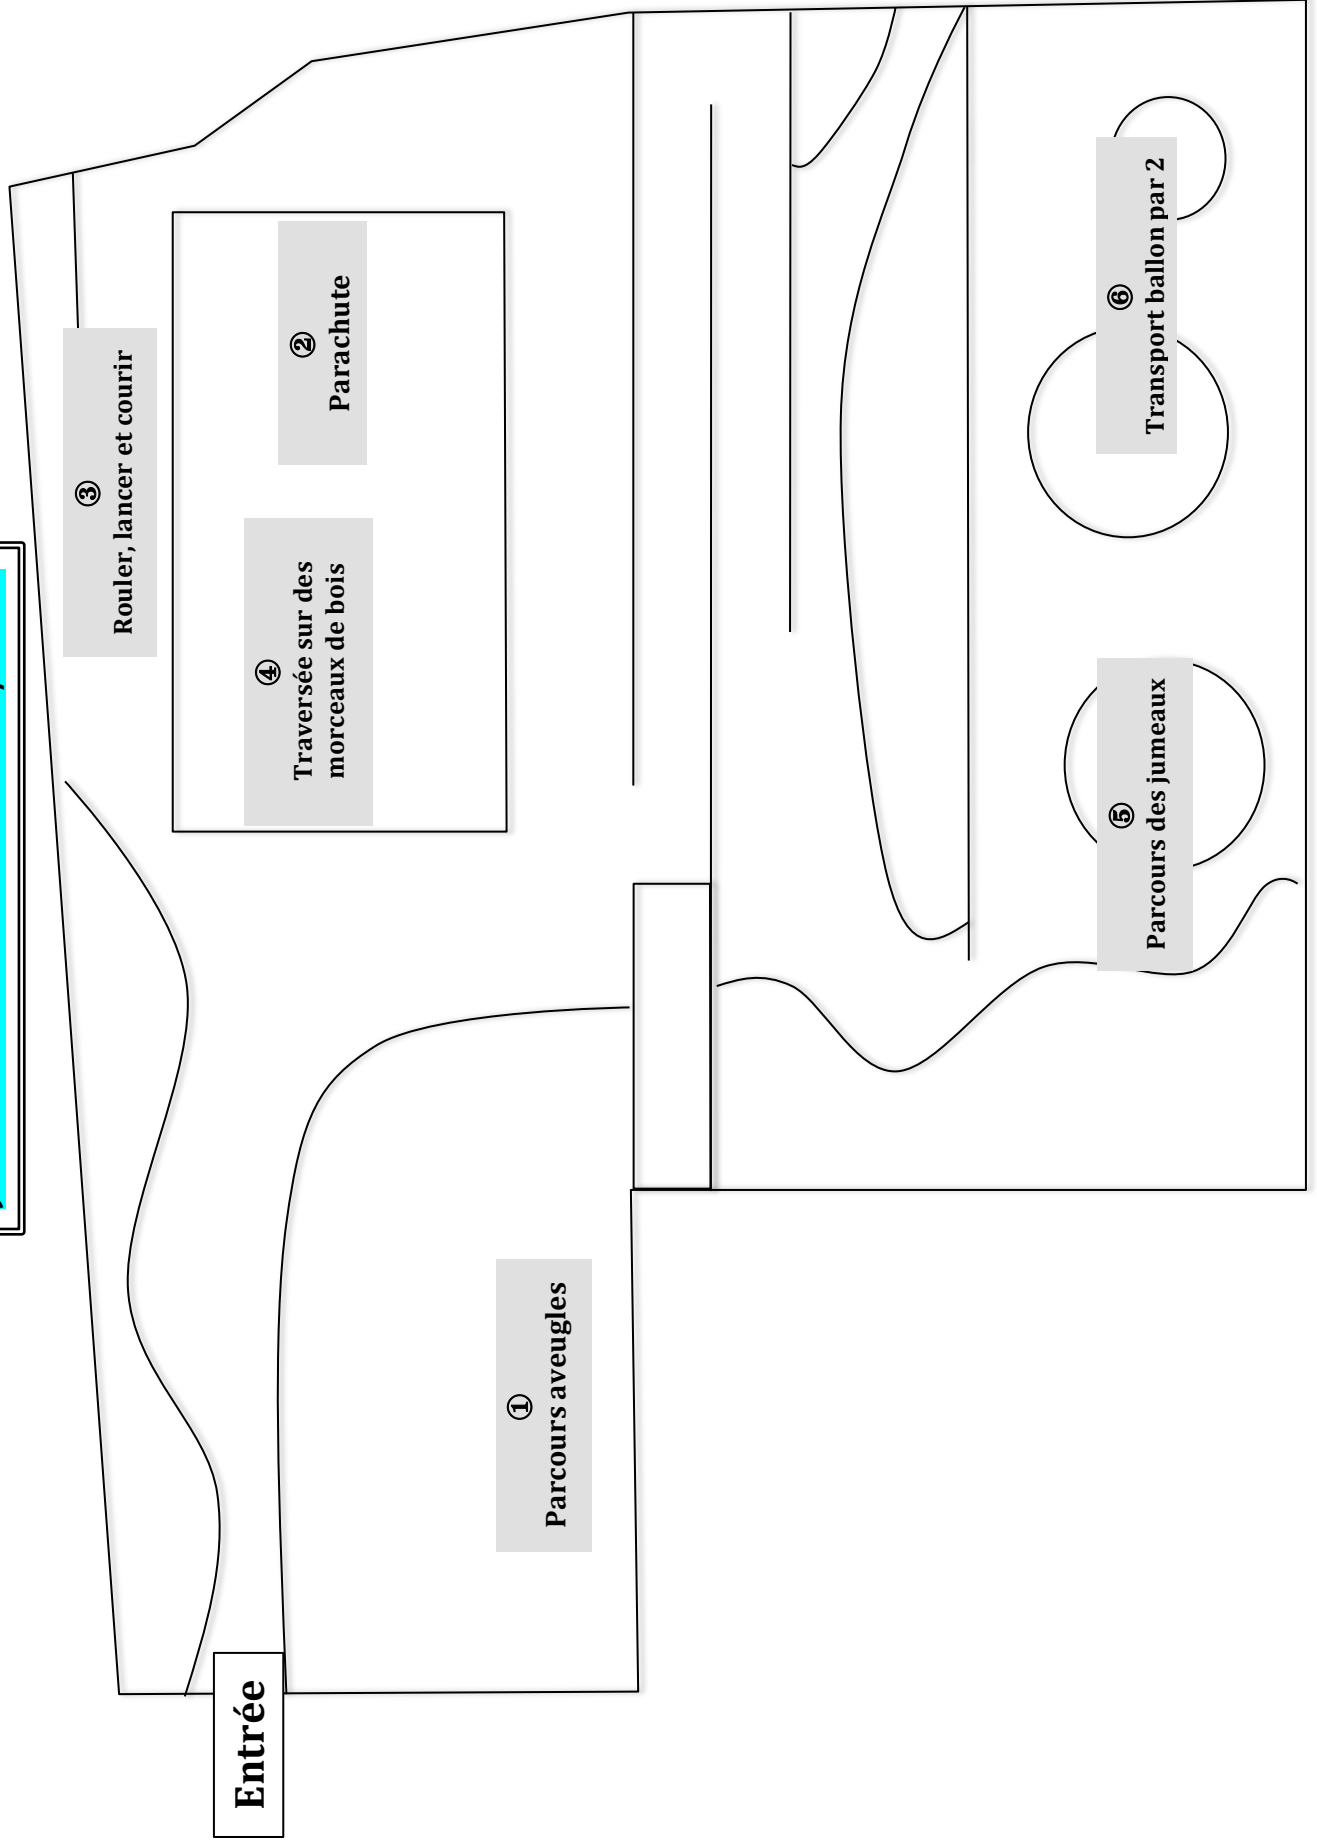 ③
Rouler, lancer et courir
②
Parachute
④
Traversée sur des
morceaux de bois
①
Parcours aveugles
Entrée
⑥
Transport ballon par 2
⑤
Parcours des jumeaux